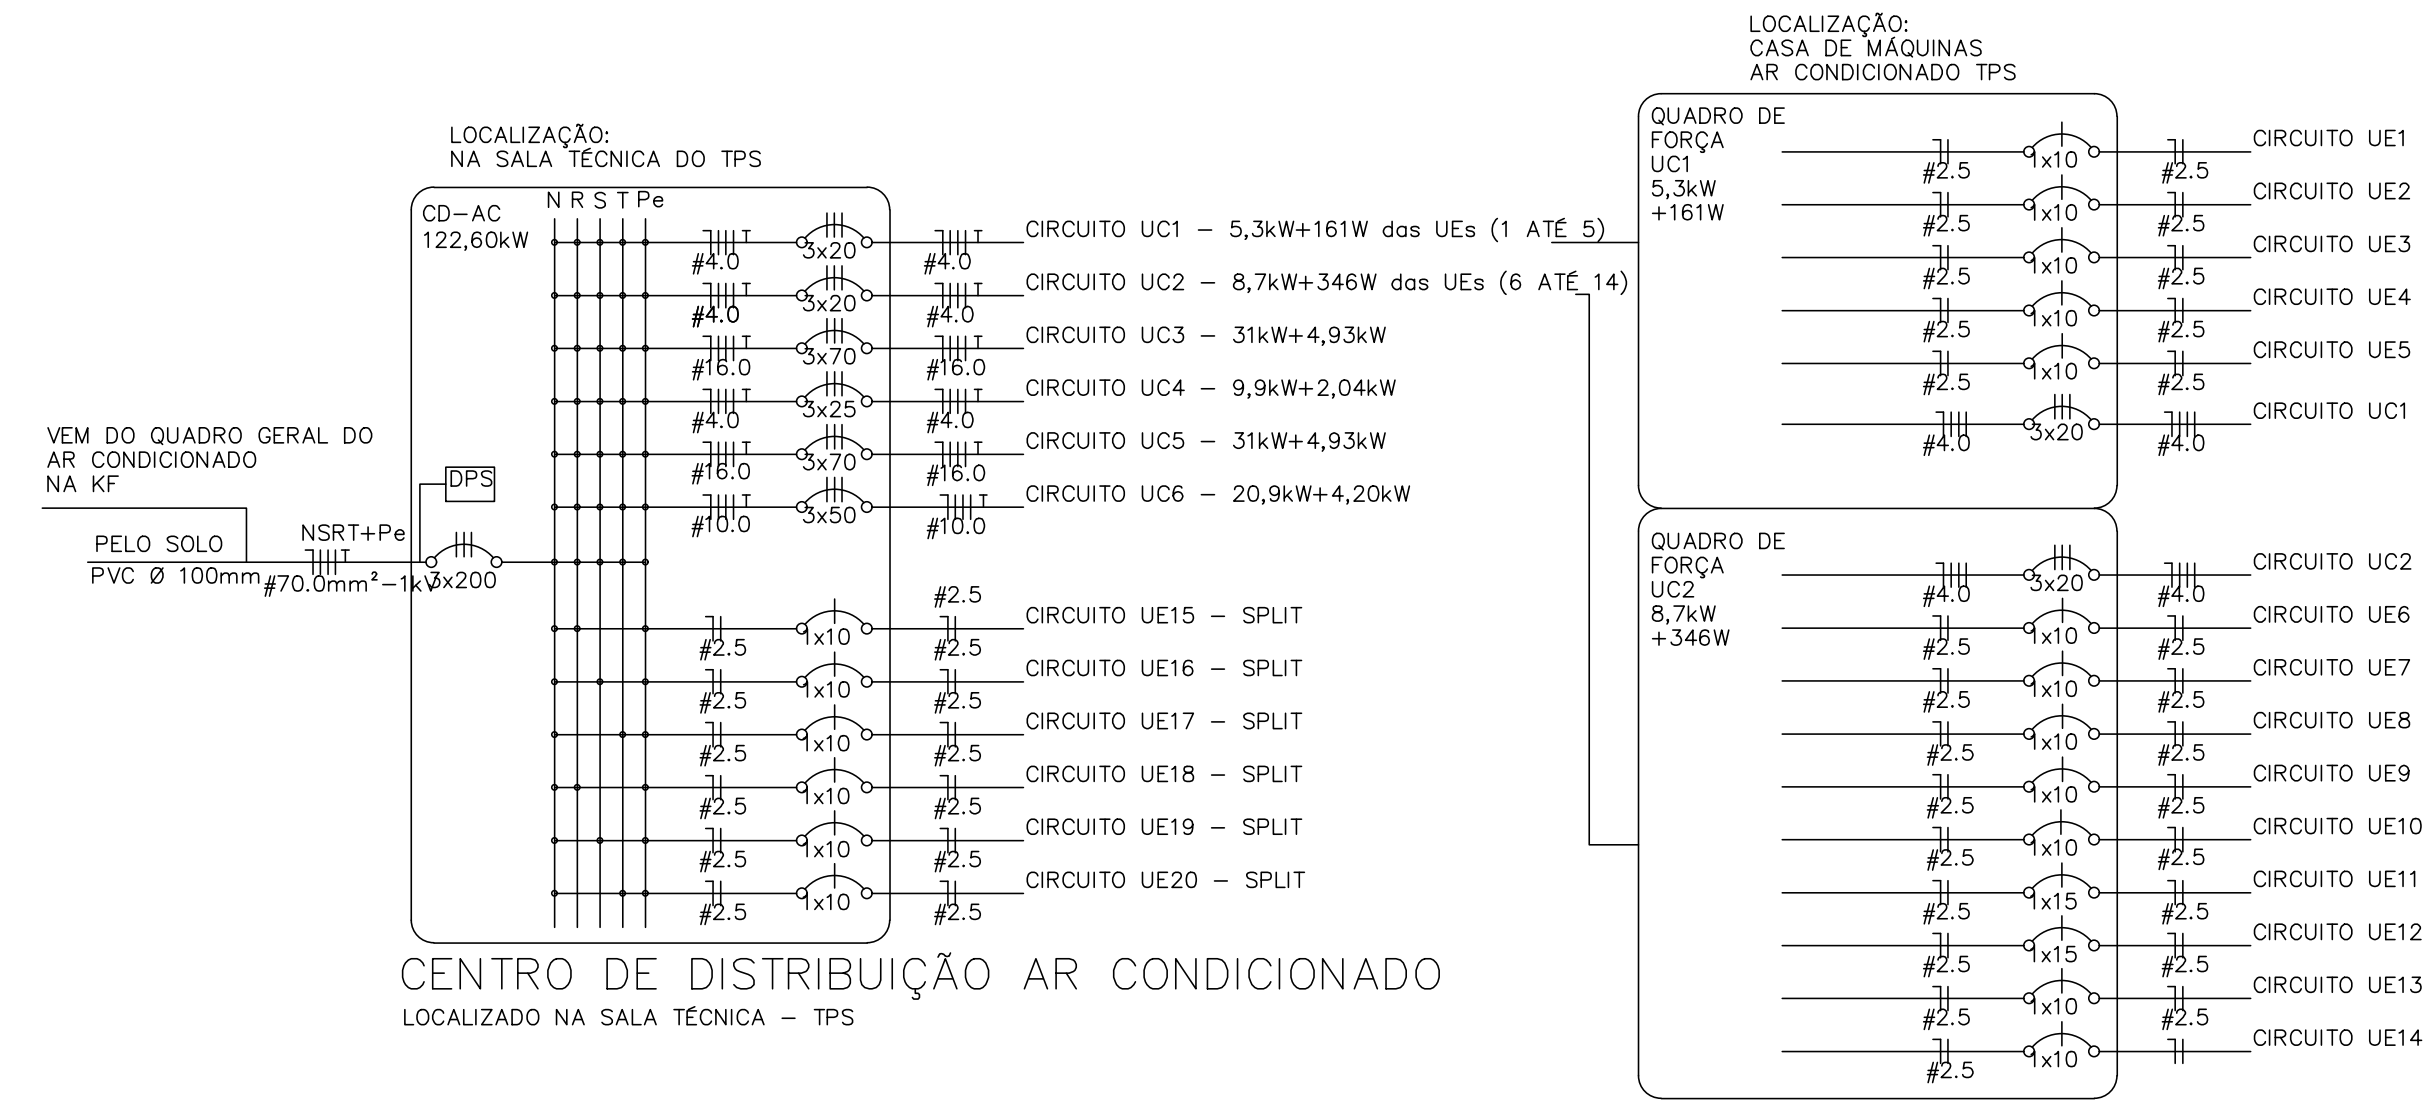 LOCALIZAÇÃO:
CASA DE MÁQUINAS
AR CONDICIONADO TPS
LOCALIZAÇÃO:
NA SALA TÉCNICA DO TPS
CD-AC
122,60kW
N R S T Pe
#4.0 3x20 #4.0 CIRCUITO UC1 - 5,3kW+161W das UEs (1 ATÉ 5)
#4.0 3x20 #4.0 CIRCUITO UC2 - 8,7kW+346W das UEs (6 ATÉ 14)
#16.0 3x70 #16.0 CIRCUITO UC3 - 31kW+4,93kW
#4.0 3x25 #4.0 CIRCUITO UC4 - 9,9kW+2,04kW
#16.0 3x70 #16.0 CIRCUITO UC5 - 31kW+4,93kW
#10.0 3x50 #10.0 CIRCUITO UC6 - 20,9kW+4,20kW
VEM DO QUADRO GERAL DO
AR CONDICIONADO
NA KF
DPS
PELO SOLO
PVC Ø 100mm
NSRT+Pe
#70.0mm²-1kV
3x200
#2.5
#2.5 1x10 #2.5 CIRCUITO UE15 - SPLIT
#2.5 1x10 #2.5 CIRCUITO UE16 - SPLIT
#2.5 1x10 #2.5 CIRCUITO UE17 - SPLIT
#2.5 1x10 #2.5 CIRCUITO UE18 - SPLIT
#2.5 1x10 #2.5 CIRCUITO UE19 - SPLIT
#2.5 1x10 #2.5 CIRCUITO UE20 - SPLIT
CENTRO DE DISTRIBUIÇÃO AR CONDICIONADO
LOCALIZADO NA SALA TÉCNICA - TPS
QUADRO DE
FORÇA
UC1
5,3kW
+161W
#2.5 1x10 #2.5 CIRCUITO UE1
#2.5 1x10 #2.5 CIRCUITO UE2
#2.5 1x10 #2.5 CIRCUITO UE3
#2.5 1x10 #2.5 CIRCUITO UE4
#2.5 1x10 #2.5 CIRCUITO UE5
#4.0 3x20 #4.0 CIRCUITO UC1
QUADRO DE
FORÇA
UC2
8,7kW
+346W
#4.0 3x20 #4.0 CIRCUITO UC2
#2.5 1x10 #2.5 CIRCUITO UE6
#2.5 1x10 #2.5 CIRCUITO UE7
#2.5 1x10 #2.5 CIRCUITO UE8
#2.5 1x10 #2.5 CIRCUITO UE9
#2.5 1x10 #2.5 CIRCUITO UE10
#2.5 1x15 #2.5 CIRCUITO UE11
#2.5 1x15 #2.5 CIRCUITO UE12
#2.5 1x10 #2.5 CIRCUITO UE13
#2.5 1x10 CIRCUITO UE14